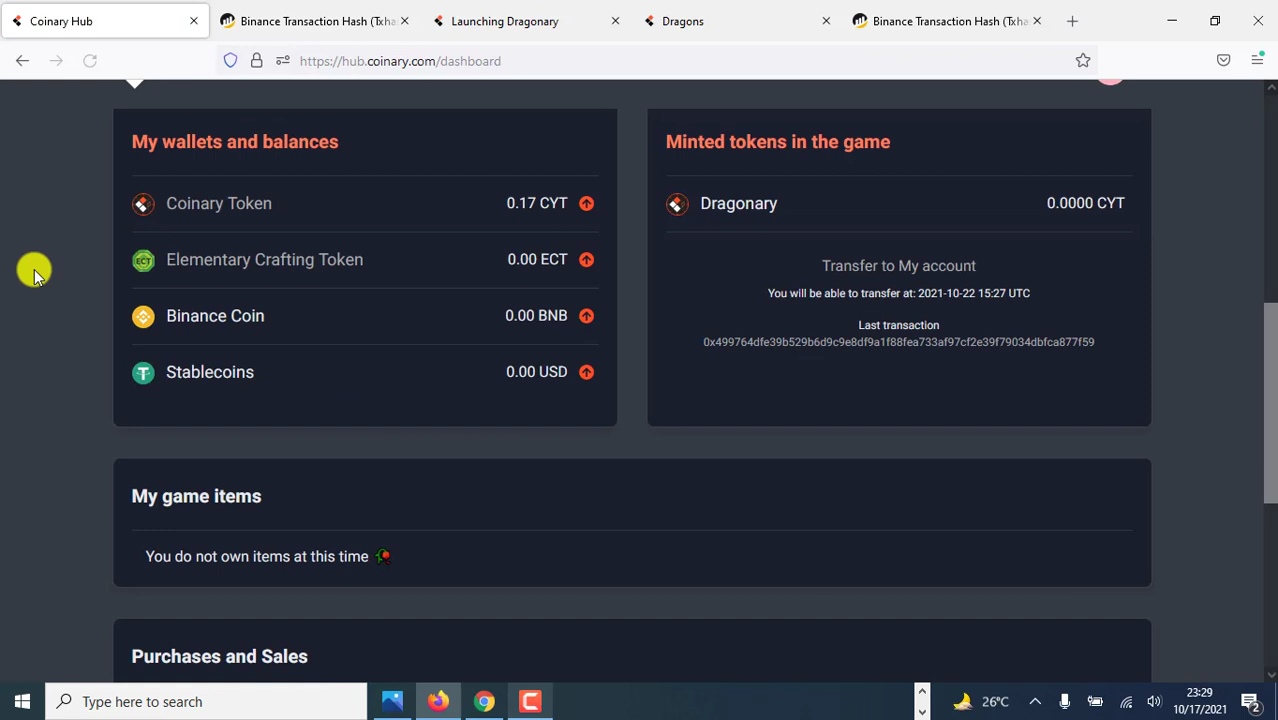 Coinary Hub
Binance Transaction Hash (Txha
Launching Dragonary
Dragons
Binance Transaction Hash (Txha
https://hub.coinary.com/dashboard
My wallets and balances
Coinary Token 0.17 CYT
ECT Elementary Crafting Token 0.00 ECT
Binance Coin 0.00 BNB
Stablecoins 0.00 USD
Minted tokens in the game
Dragonary 0.0000 CYT
Transfer to My account
You will be able to transfer at: 2021-10-22 15:27 UTC
Last transaction
0x499764dfe39b529b6d9c9e8df9a1f88fea733af97cf2e39f79034dbfca877f59
My game items
You do not own items at this time
Purchases and Sales
Type here to search
26°C
23:29
10/17/2021
2